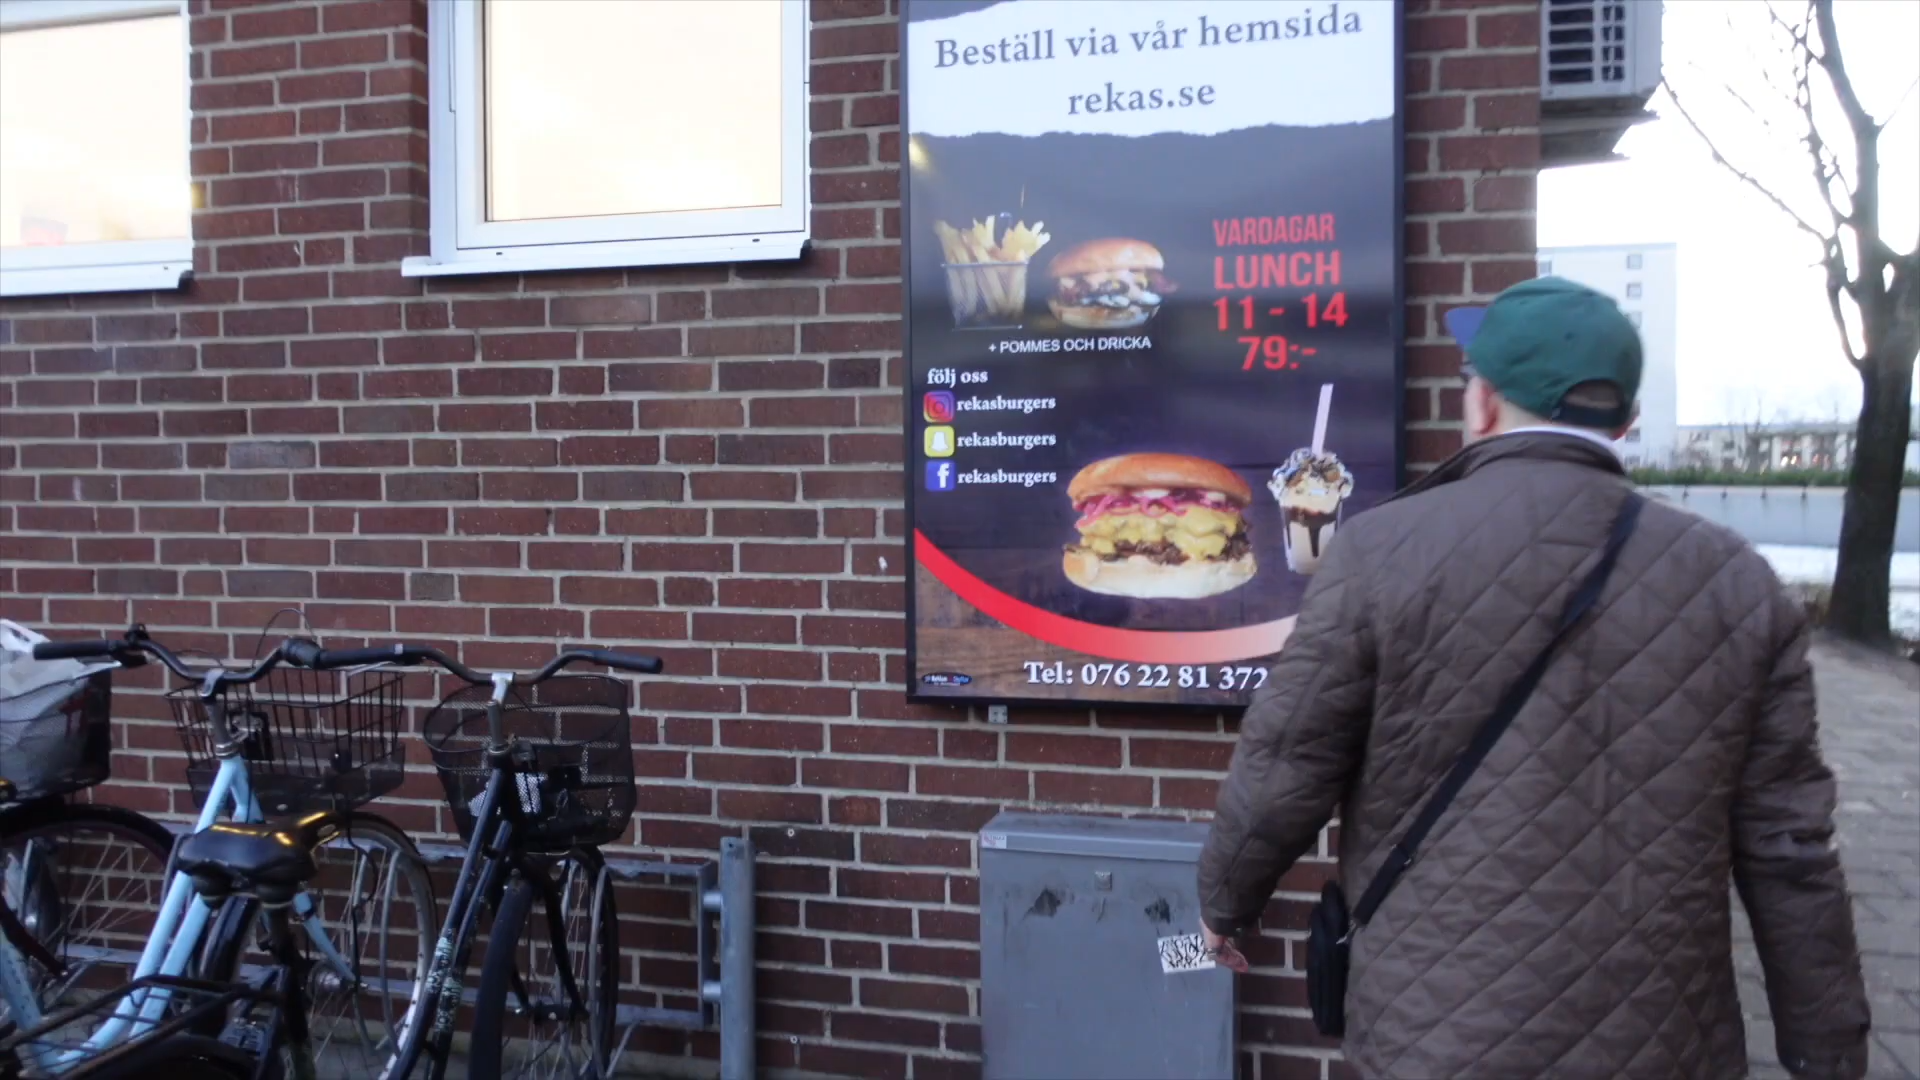 Beställ via vår hemsida
rekas.se
VARDAGAR
LUNCH
11 - 14
79:-
+ POMMES OCH DRICKA
följ oss
rekasburgers
rekasburgers
rekasburgers
Tel: 076 22 81 372